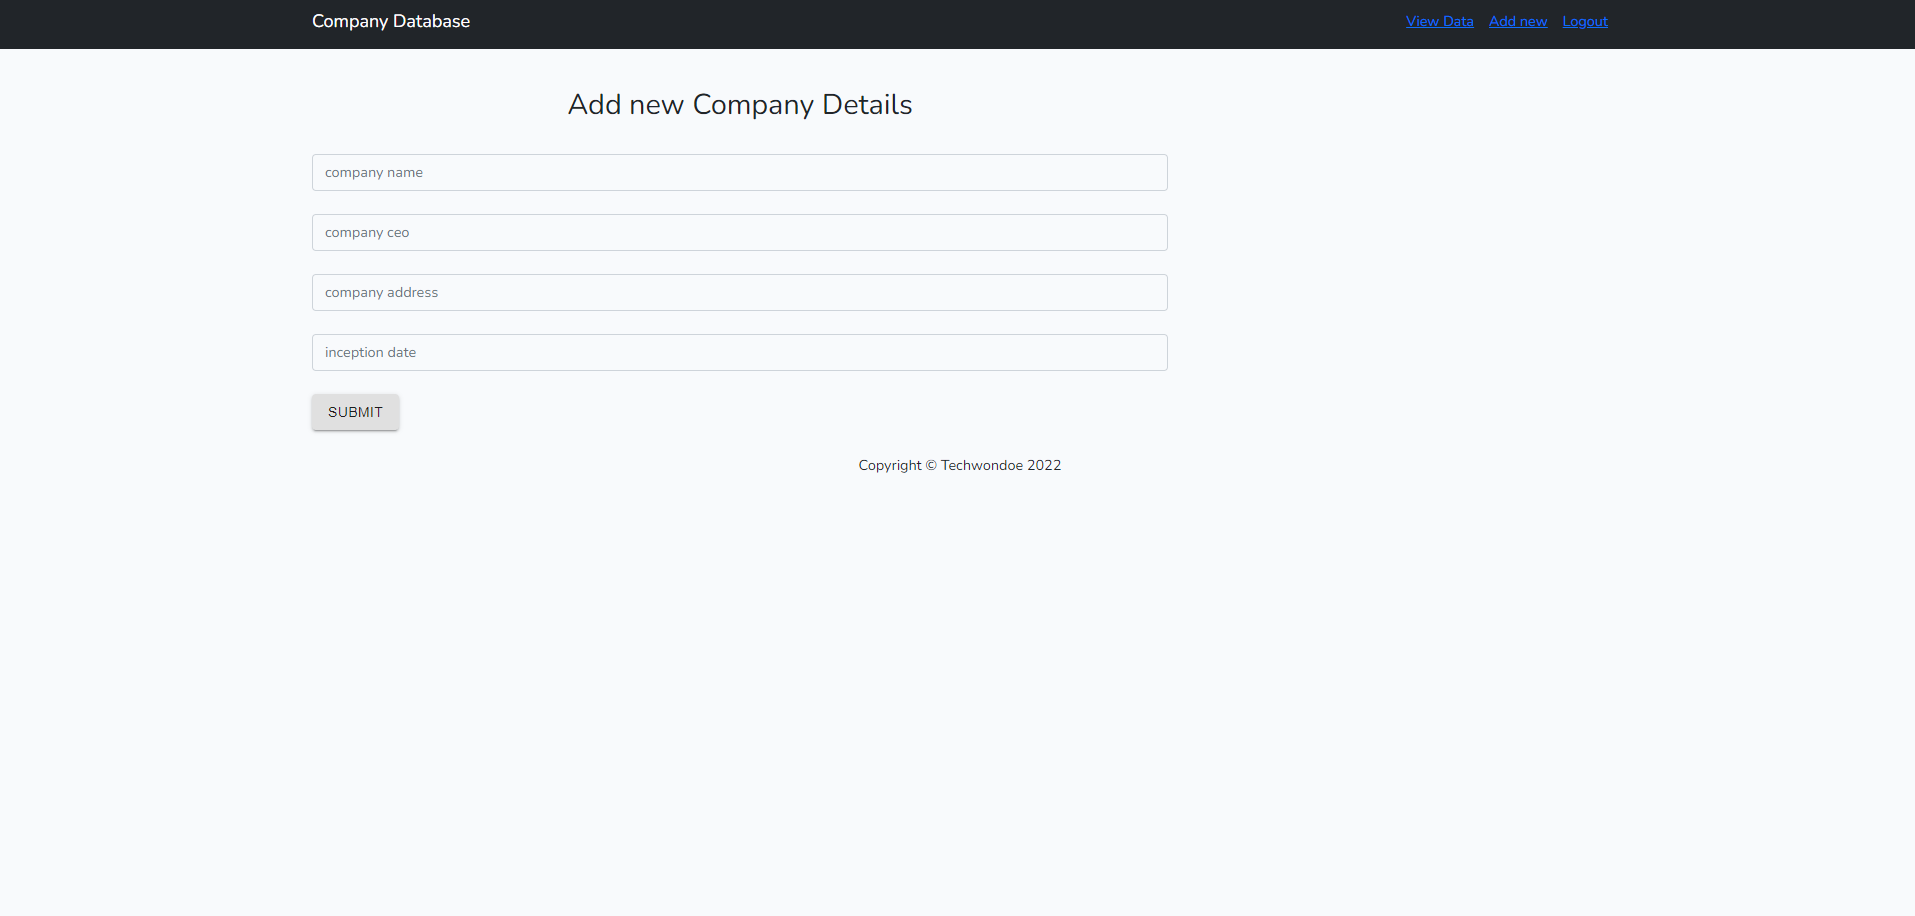 Company Database
View Data Add new Logout
Add new Company Details
company name
company ceo
company address
inception date
SUBMIT
Copyright © Techwondoe 2022